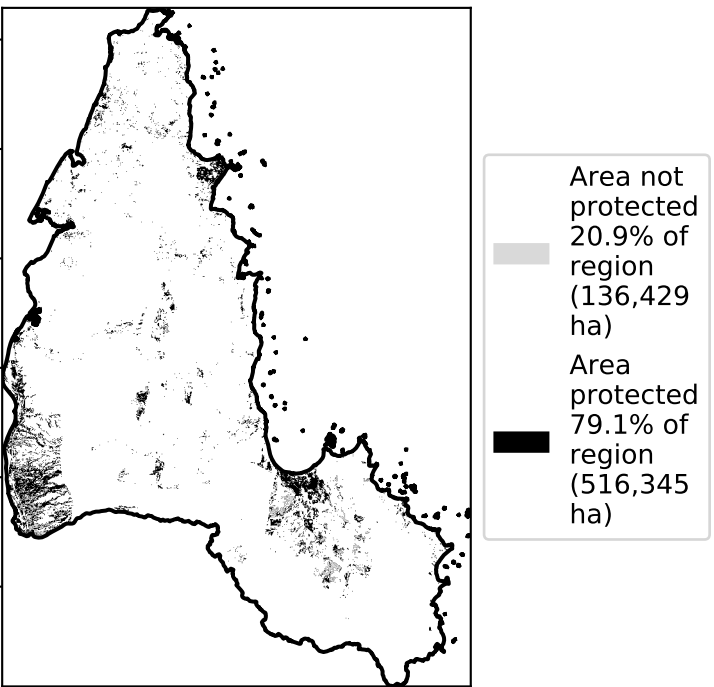 Area not
protected
20.9% of
region
(136,429
ha)
Area
protected
79.1% of
region
(516,345
ha)